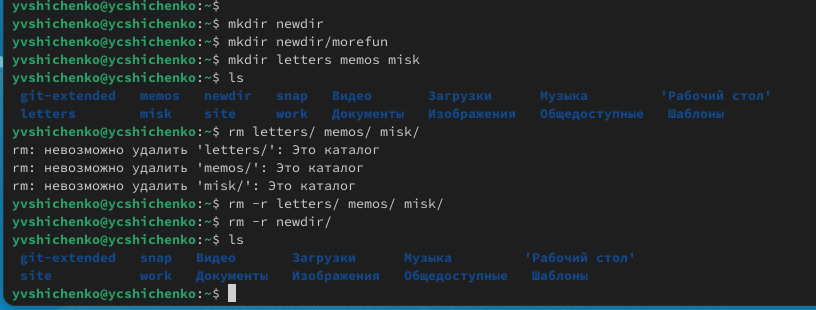 yvshichenko@ycshichenko:~$
yvshichenko@ycshichenko:~$ mkdir newdir
yvshichenko@ycshichenko:~$ mkdir newdir/morefun
yvshichenko@ycshichenko:~$ mkdir letters memos misk
yvshichenko@ycshichenko:~$ ls
git-extended memos newdir snap Видео Загрузки Музыка 'Рабочий стол'
letters misk site work Документы Изображения Общедоступные Шаблоны
yvshichenko@ycshichenko:~$ rm letters/ memos/ misk/
rm: невозможно удалить 'letters/': Это каталог
rm: невозможно удалить 'memos/': Это каталог
rm: невозможно удалить 'misk/': Это каталог
yvshichenko@ycshichenko:~$ rm -r letters/ memos/ misk/
yvshichenko@ycshichenko:~$ rm -r newdir/
yvshichenko@ycshichenko:~$ ls
git-extended snap Видео Загрузки Музыка 'Рабочий стол'
site work Документы Изображения Общедоступные Шаблоны
yvshichenko@ycshichenko:~$